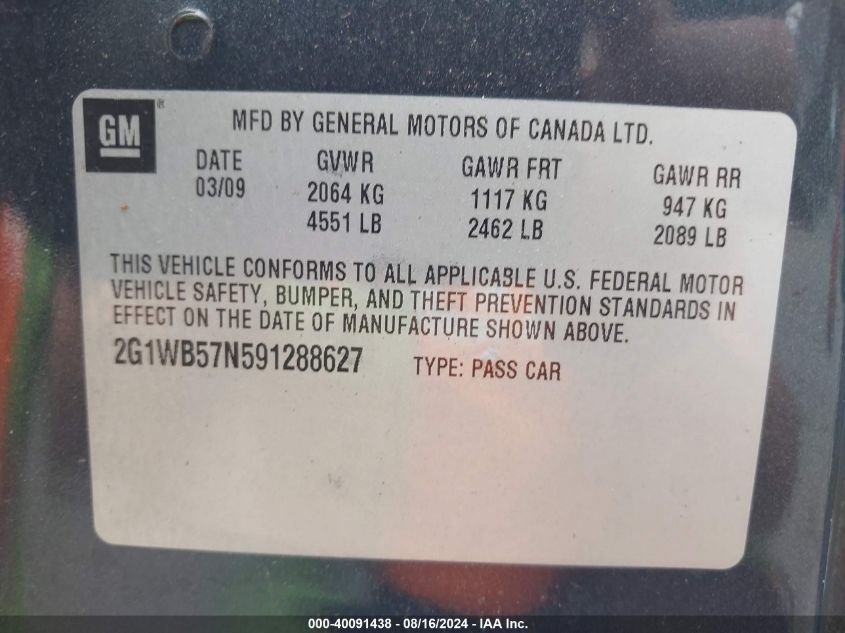 GM®
MFD BY GENERAL MOTORS OF CANADA LTD.
DATE GVWR GAWR FRT GAWR RR
03/09 2064 KG 1117 KG 947 KG
4551 LB 2462 LB 2089 LB
THIS VEHICLE CONFORMS TO ALL APPLICABLE U.S. FEDERAL MOTOR
VEHICLE SAFETY, BUMPER, AND THEFT PREVENTION STANDARDS IN
EFFECT ON THE DATE OF MANUFACTURE SHOWN ABOVE.
2G1WB57N591288627 TYPE: PASS CAR
000-40091438 - 08/16/2024 - IAA Inc.